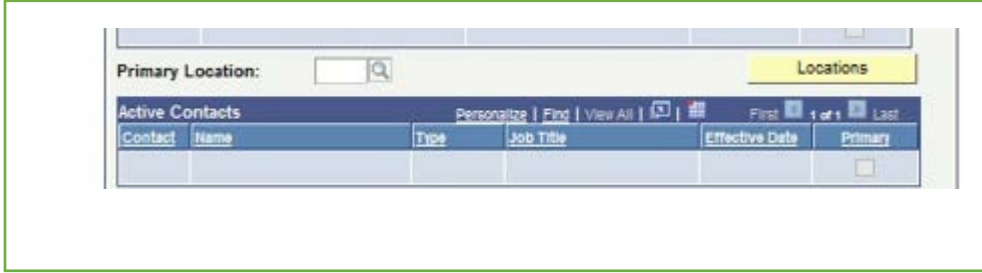 Primary Location:
Locations
Active Contacts Personalize | Find | View All | | First 1 of 1 Last
Contact Name Type Job Title Effective Date Primary